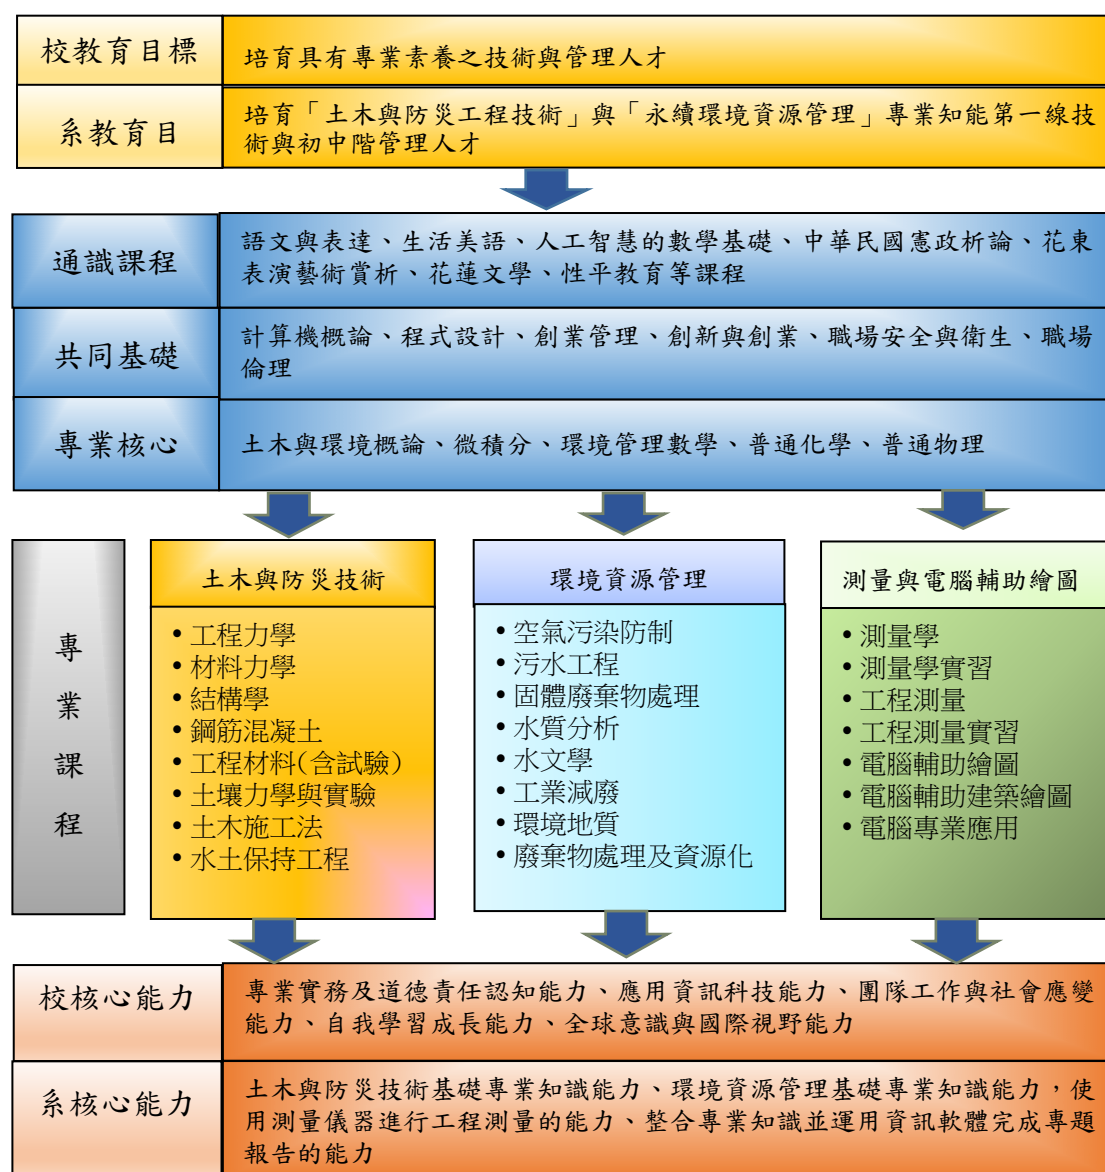 校教育目標
培育具有專業素養之技術與管理人才
系教育目
培育「土木與防災工程技術」與「永續環境資源管理」專業知能第一線技
術與初中階管理人才
通識課程
語文與表達、生活美語、人工智慧的數學基礎、中華民國憲政析論、花東
表演藝術賞析、花蓮文學、性平教育等課程
共同基礎
計算機概論、程式設計、創業管理、創新與創業、職場安全與衛生、職場
倫理
專業核心
土木與環境概論、微積分、環境管理數學、普通化學、普通物理
專
業
課
程
土木與防災技術
•工程力學
•材料力學
•結構學
•鋼筋混凝土
•工程材料(含試驗)
•土壤力學與實驗
•土木施工法
•水土保持工程
環境資源管理
•空氣污染防制
•污水工程
•固體廢棄物處理
•水質分析
•水文學
•工業減廢
•環境地質
•廢棄物處理及資源化
測量與電腦輔助繪圖
•測量學
•測量學實習
•工程測量
•工程測量實習
•電腦輔助繪圖
•電腦輔助建築繪圖
•電腦專業應用
校核心能力
專業實務及道德責任認知能力、應用資訊科技能力、團隊工作與社會應變
能力、自我學習成長能力、全球意識與國際視野能力
系核心能力
土木與防災技術基礎專業知識能力、環境資源管理基礎專業知識能力，使
用測量儀器進行工程測量的能力、整合專業知識並運用資訊軟體完成專題
報告的能力